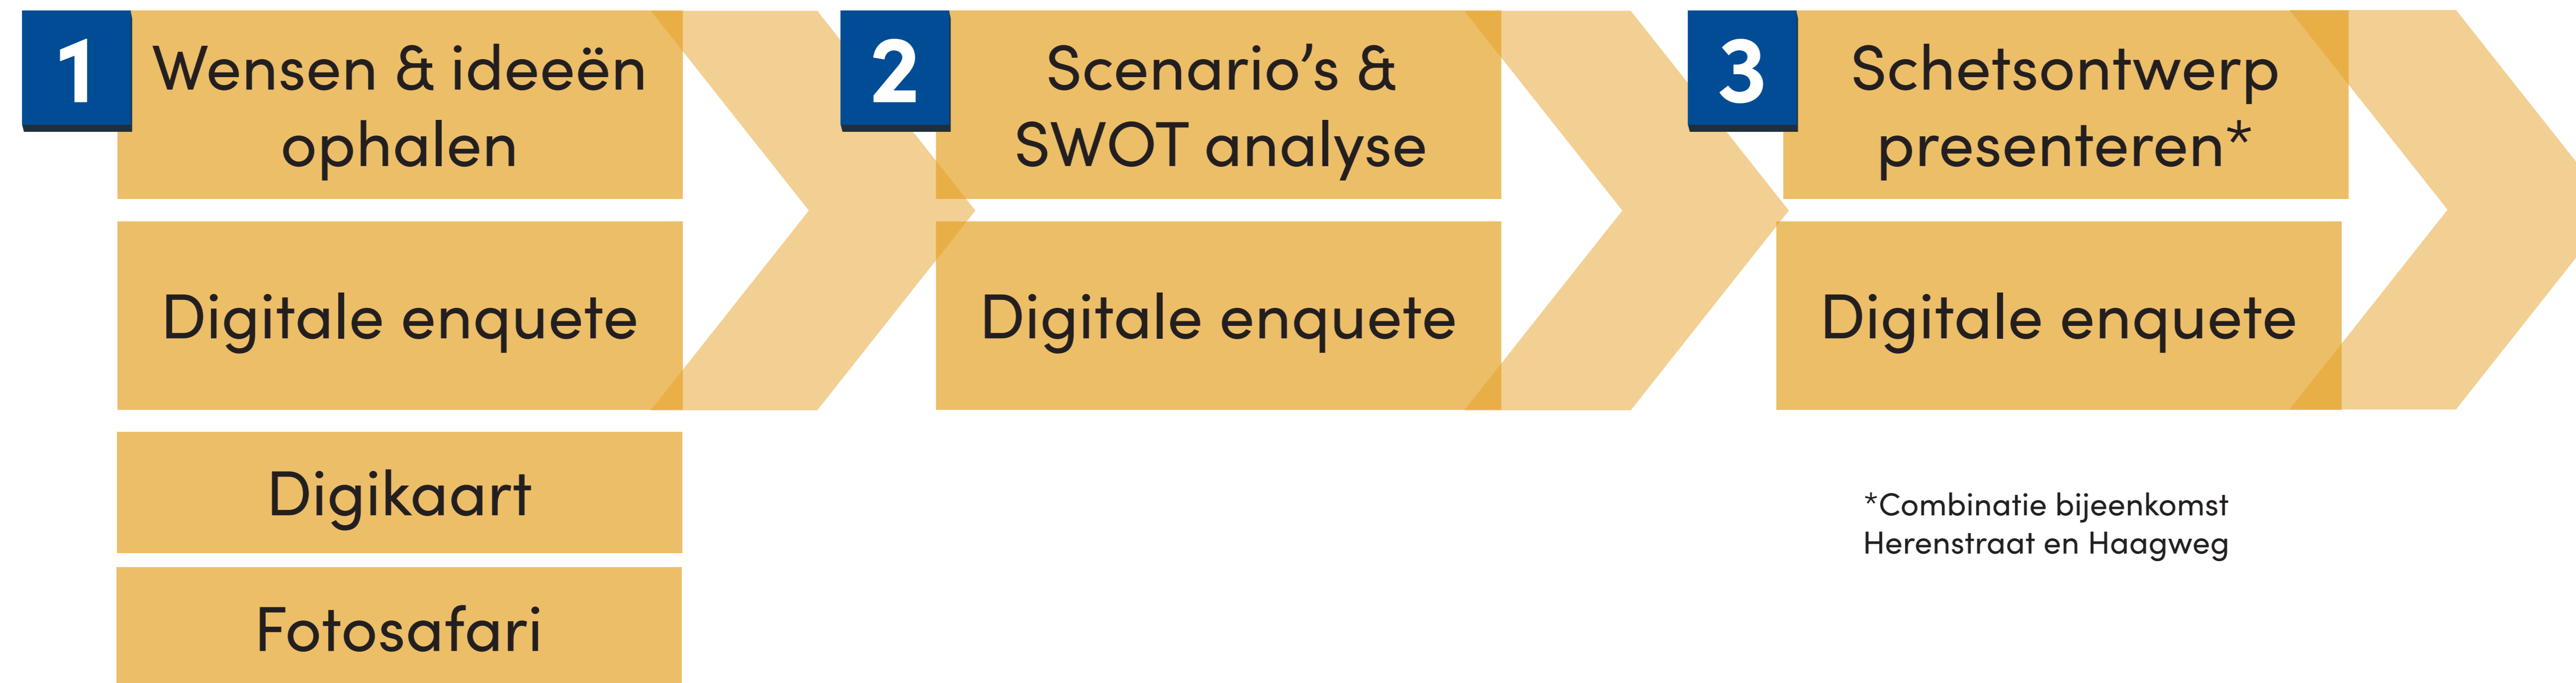 1
Wensen & ideeën
ophalen
Digitale enquete
Digikaart
Fotosafari
2
Scenario’s &
SWOT analyse
Digitale enquete
3
Schetsontwerp
presenteren*
Digitale enquete
*Combinatie bijeenkomst
Herenstraat en Haagweg